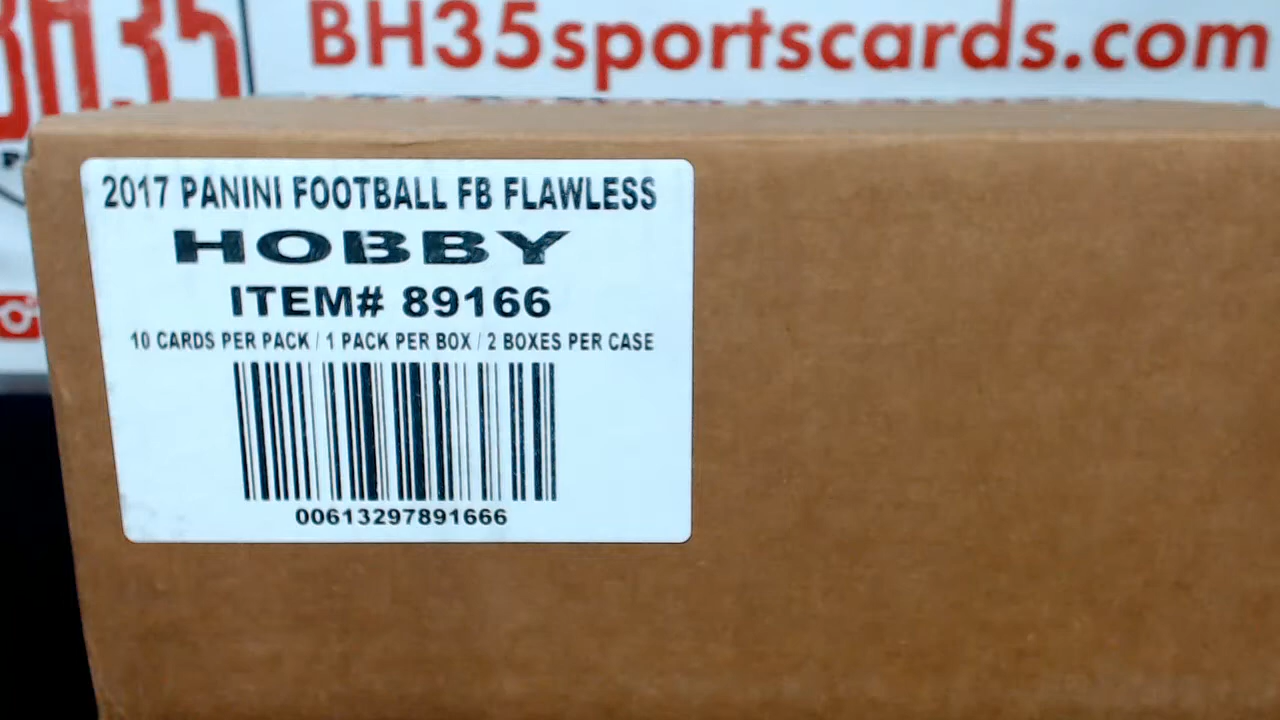 BH35
BH35sportscards.com
2017 PANINI FOOTBALL FB FLAWLESS
HOBBY
ITEM# 89166
10 CARDS PER PACK / 1 PACK PER BOX / 2 BOXES PER CASE
00613297891666